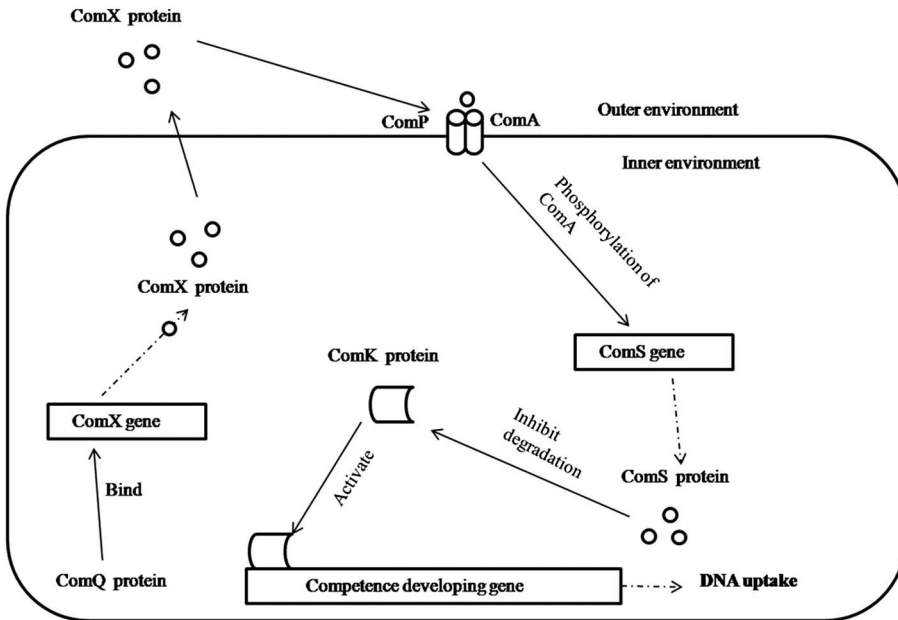 ComX protein
ComP
ComA
Outer environment
Inner environment
Phosphorylation of
ComA
ComX protein
ComS gene
ComK protein
ComX gene
Inhibit
degradation
Activate
ComS protein
Bind
ComQ protein
Competence developing gene
DNA uptake